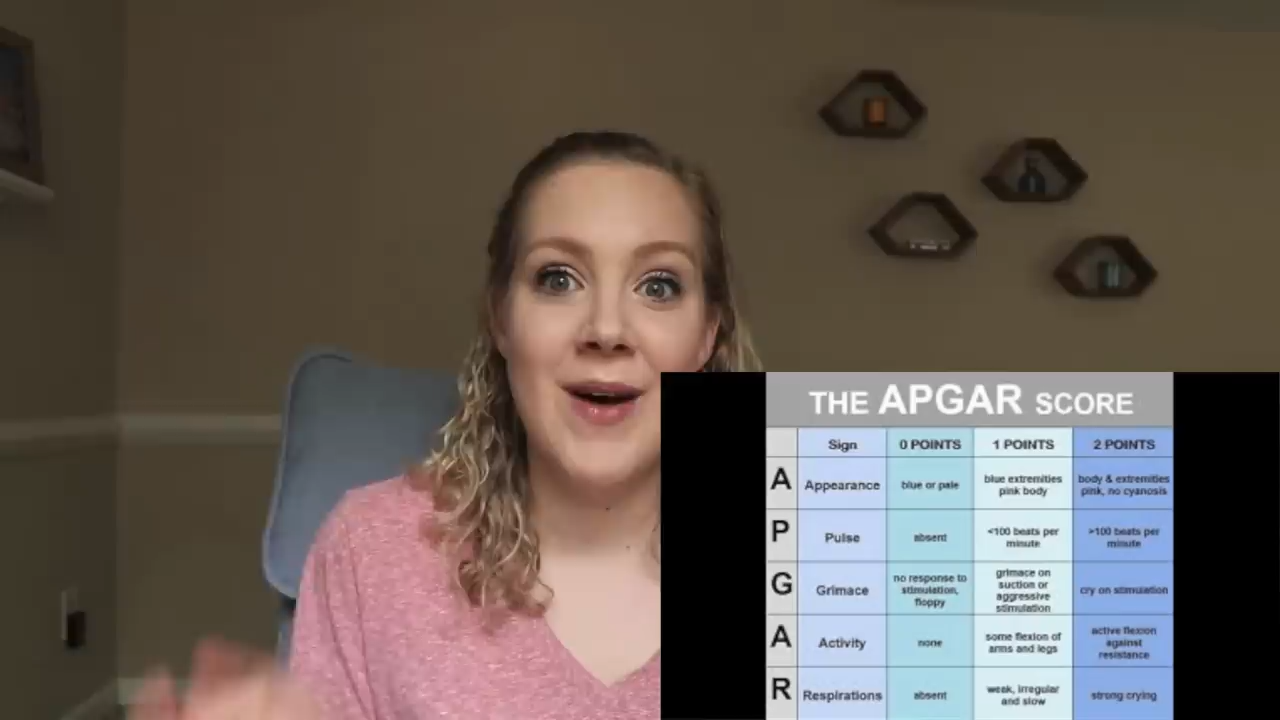 THE APGAR SCORE
Sign 0 POINTS 1 POINTS 2 POINTS
A Appearance blue or pale blue extremities
pink body body & extremities
pink, no cyanosis
P Pulse absent <100 beats per
minute >100 beats per
minute
G Grimace no response to
stimulation,
floppy grimace on
suction or
aggressive
stimulation cry on stimulation
A Activity none some flexion of
arms and legs active flexion
against
resistance
R Respirations absent weak, irregular
and slow strong crying